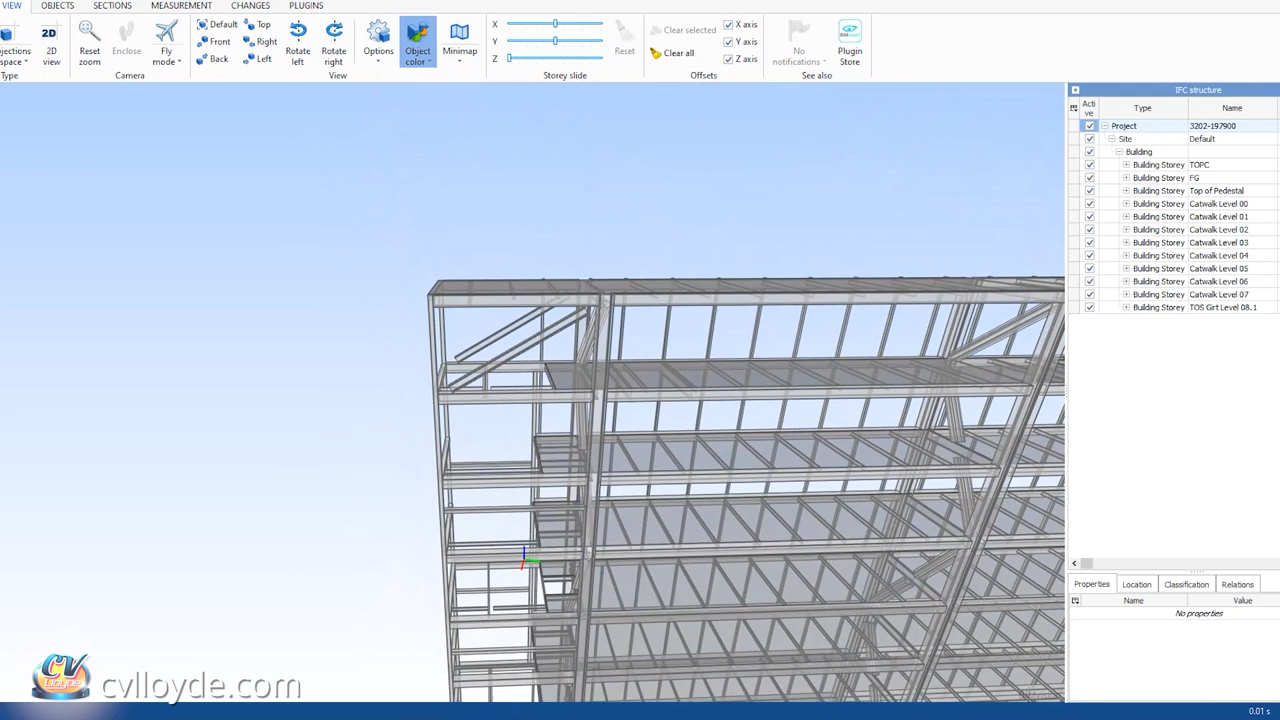 VIEW OBJECTS SECTIONS MEASUREMENT CHANGES PLUGINS
2D
Default Top
Front Right
Back Left
X
Y
Z
Clear selected
Clear all
X axis
Y axis
Z axis
space
Type
2D
view
Reset
zoom
Enclose
Fly
mode
Camera
Rotate
left
Rotate
right
View
Options
Object
color
Minimap
Reset
Storey slide
Offsets
No
notifications
Plugin
Store
See also
IFC structure
Acti
ve
Type Name
Project 3202-197900
Site Default
Building
Building Storey TOPC
Building Storey FG
Building Storey Top of Pedestal
Building Storey Catwalk Level 00
Building Storey Catwalk Level 01
Building Storey Catwalk Level 02
Building Storey Catwalk Level 03
Building Storey Catwalk Level 04
Building Storey Catwalk Level 05
Building Storey Catwalk Level 06
Building Storey Catwalk Level 07
Building Storey TOS Girt Level 08.1
Properties Location Classification Relations
Name Value
No properties
CV
cvlloyde.com
0.01 s